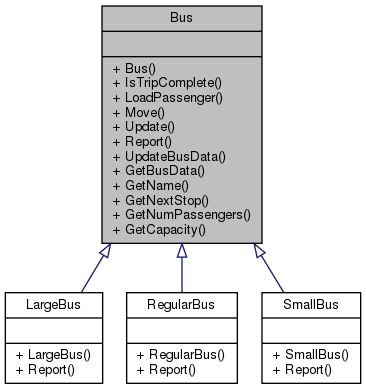 Bus
+ Bus()
+ IsTripComplete()
+ LoadPassenger()
+ Move()
+ Update()
+ Report()
+ UpdateBusData()
+ GetBusData()
+ GetName()
+ GetNextStop()
+ GetNumPassengers()
+ GetCapacity()
LargeBus
+ LargeBus()
+ Report()
RegularBus
+ RegularBus()
+ Report()
SmallBus
+ SmallBus()
+ Report()